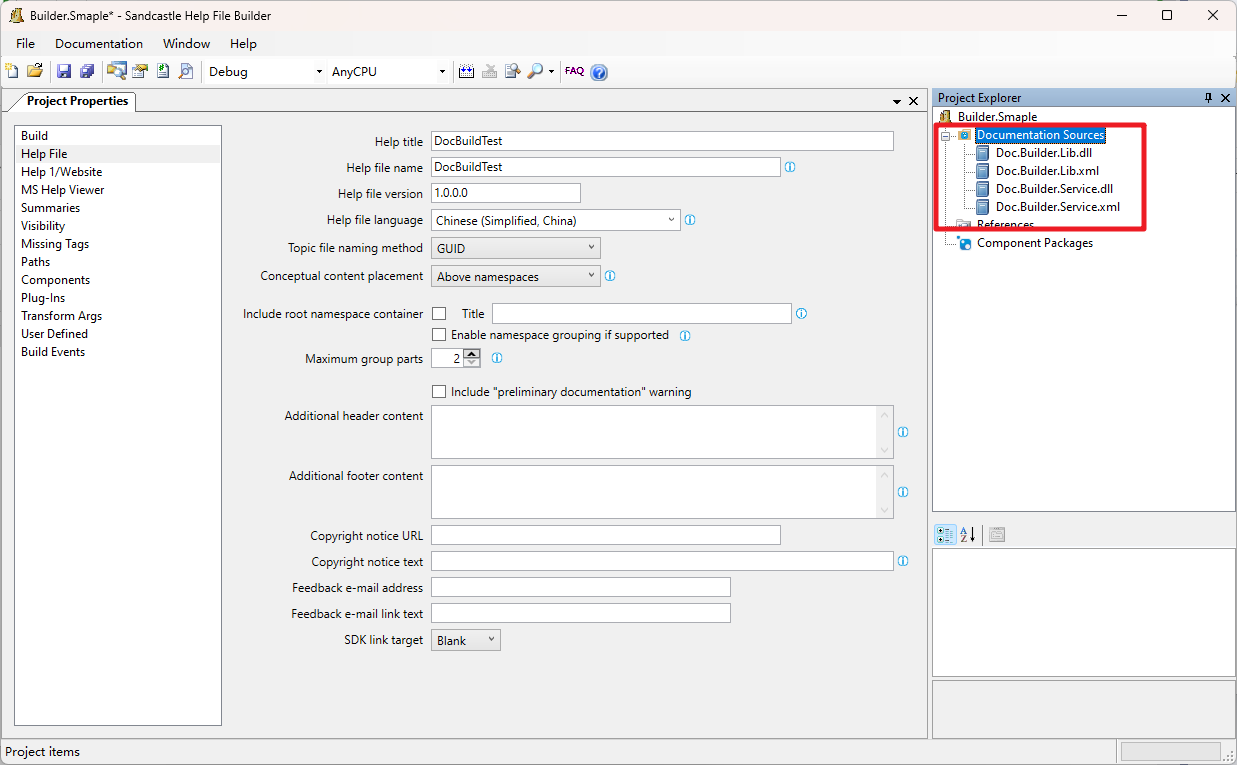 Builder.Smaple* - Sandcastle Help File Builder
File Documentation Window Help
Debug AnyCPU FAQ
Project Properties
Build
Help File
Help 1/Website
MS Help Viewer
Summaries
Visibility
Missing Tags
Paths
Components
Plug-Ins
Transform Args
User Defined
Build Events
Help title DocBuildTest
Help file name DocBuildTest
Help file version 1.0.0.0
Help file language Chinese (Simplified, China)
Topic file naming method GUID
Conceptual content placement Above namespaces
Include root namespace container Title
Enable namespace grouping if supported
Maximum group parts 2
Include "preliminary documentation" warning
Additional header content
Additional footer content
Copyright notice URL
Copyright notice text
Feedback e-mail address
Feedback e-mail link text
SDK link target Blank
Project Explorer
Builder.Smaple
Documentation Sources
Doc.Builder.Lib.dll
Doc.Builder.Lib.xml
Doc.Builder.Service.dll
Doc.Builder.Service.xml
References
Component Packages
Project items